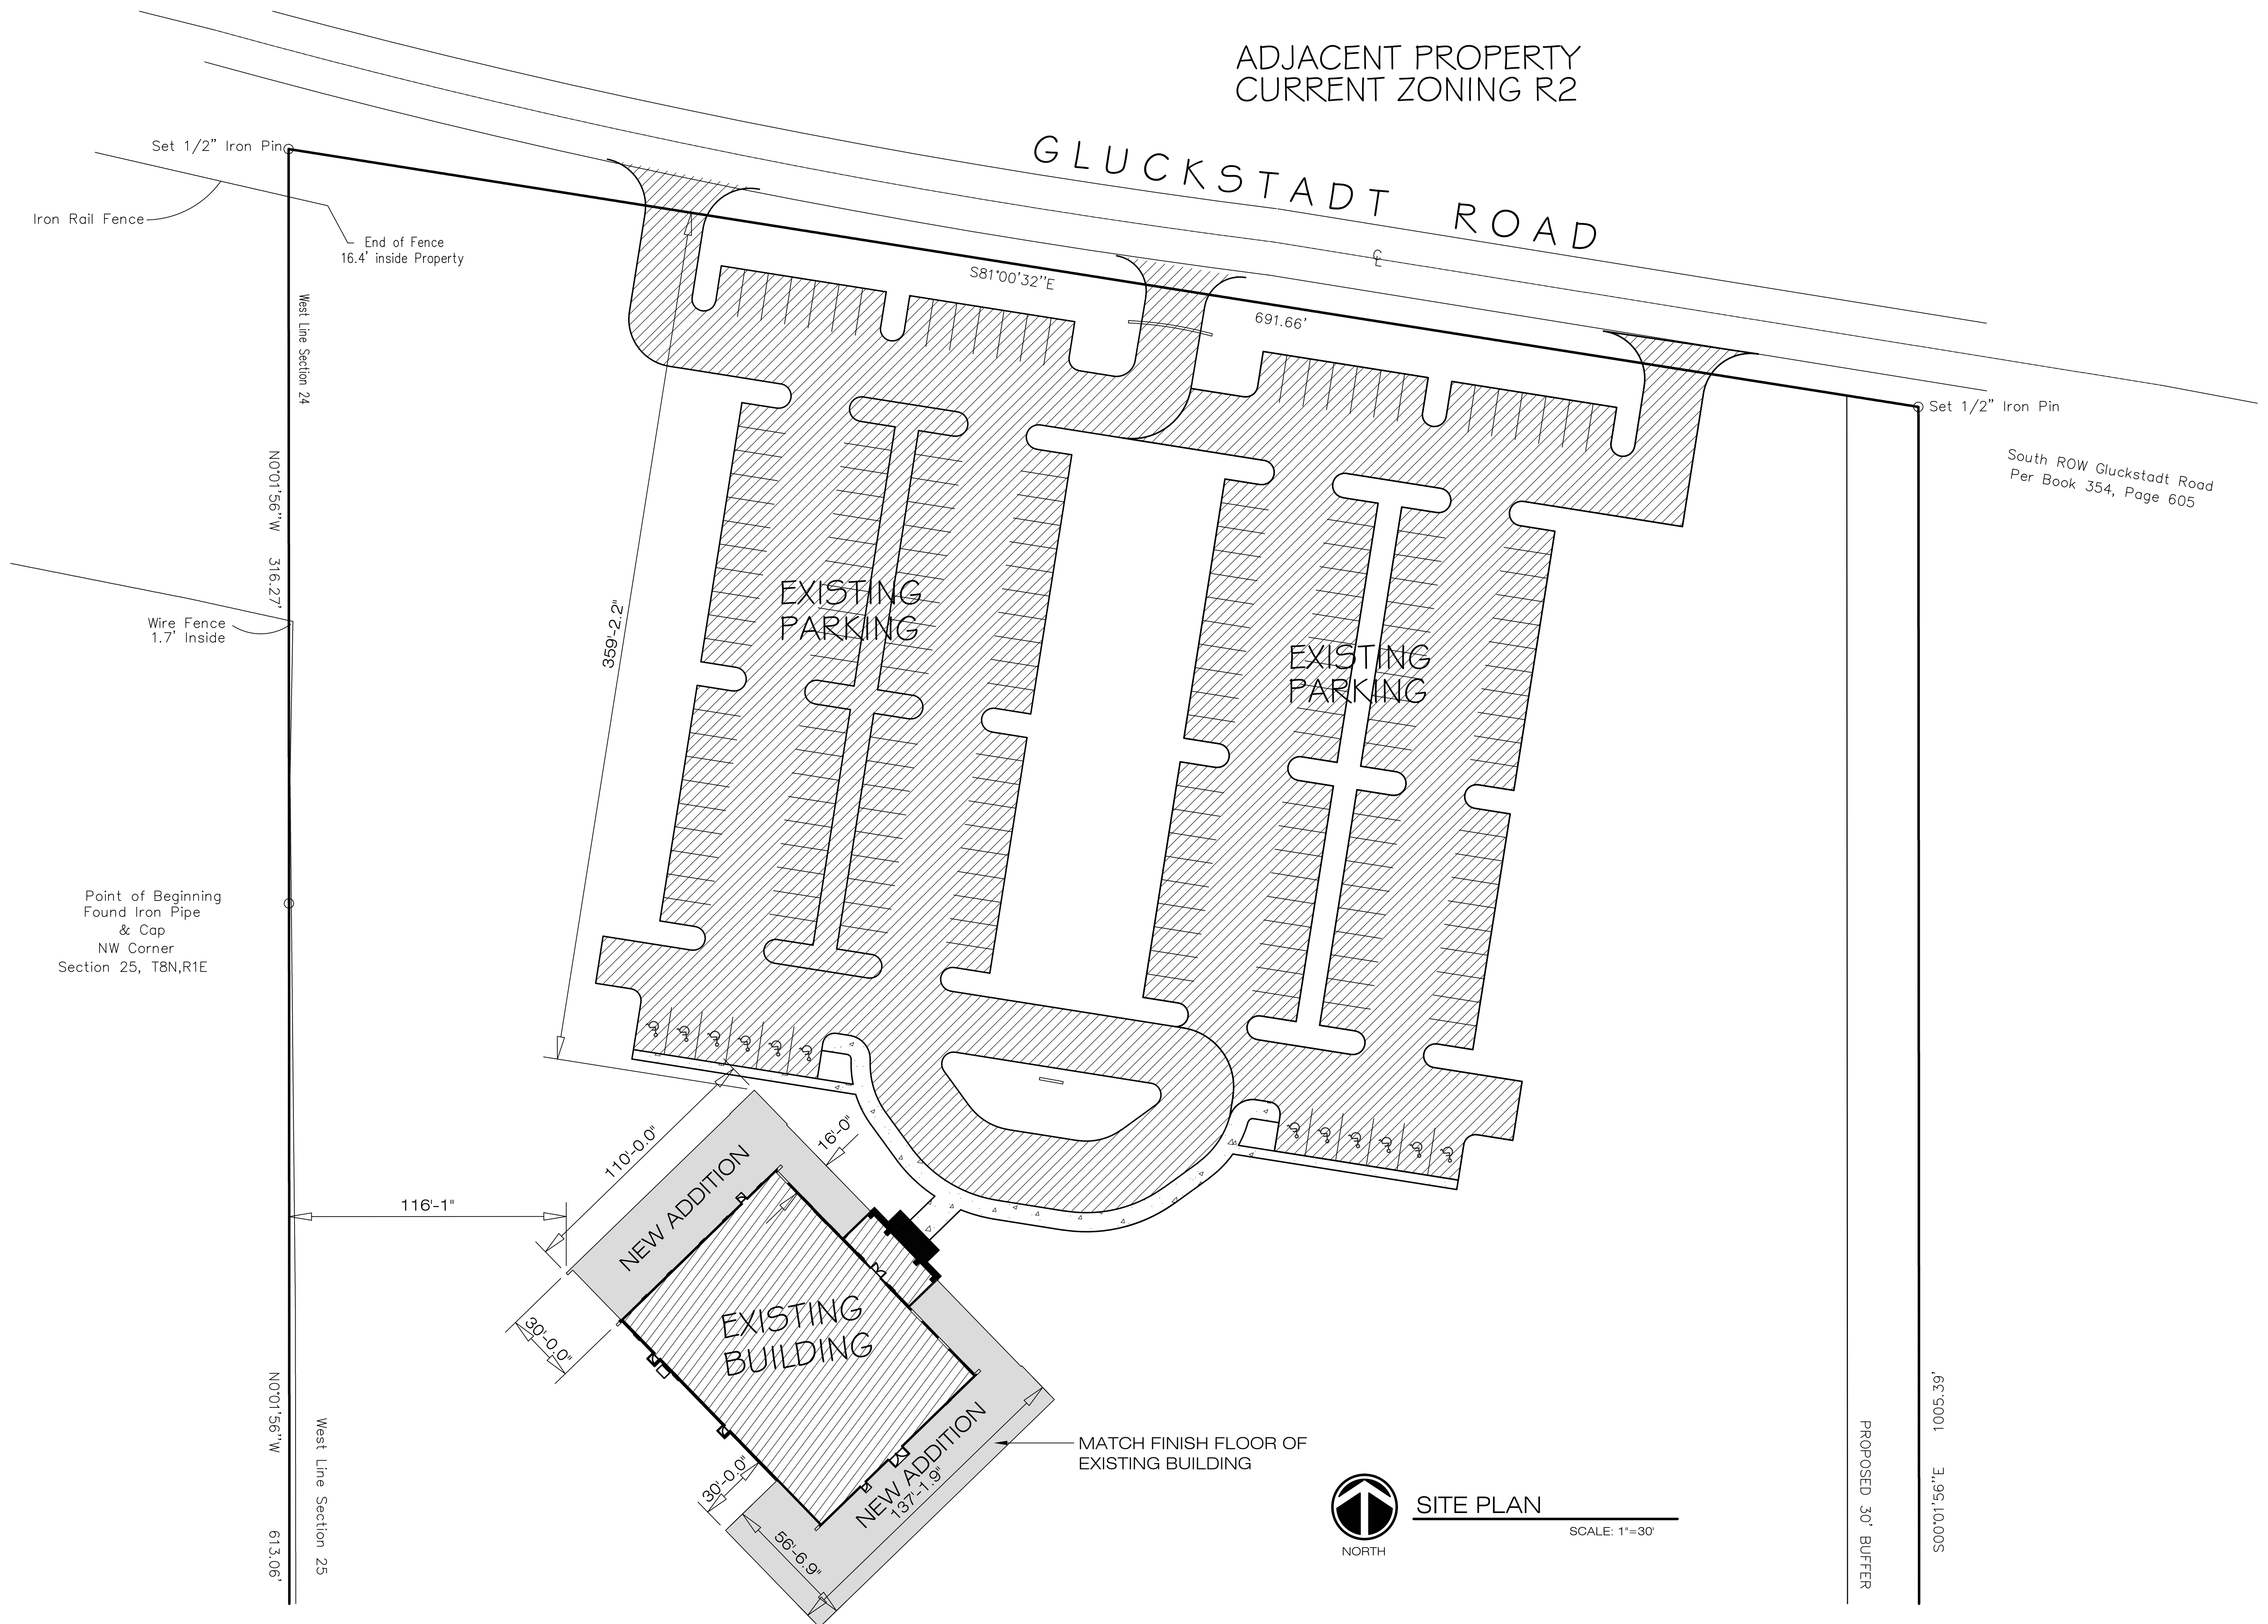 ADJACENT PROPERTY
CURRENT ZONING R2
GLUCKSTADT ROAD
Set 1/2" Iron Pin
Iron Rail Fence
End of Fence
16.4' inside Property
West Line Section 24
S81°00'32"E
691.66'
Set 1/2" Iron Pin
South ROW Gluckstadt Road
Per Book 354, Page 605
N0°01'56"W 316.27'
Wire Fence
1.7' Inside
359'-2.2"
EXISTING
PARKING
EXISTING
PARKING
Point of Beginning
Found Iron Pipe
& Cap
NW Corner
Section 25, T8N,R1E
110'-0.0"
16'-0"
NEW ADDITION
116'-1"
EXISTING
BUILDING
30'-0.0"
30'-0.0"
NEW ADDITION
137'-1.9"
56'-6.9"
MATCH FINISH FLOOR OF
EXISTING BUILDING
N0°01'56"W 613.06'
West Line Section 25
SITE PLAN
SCALE: 1"=30'
NORTH
PROPOSED 30' BUFFER
S00°01'56"E 1005.39'